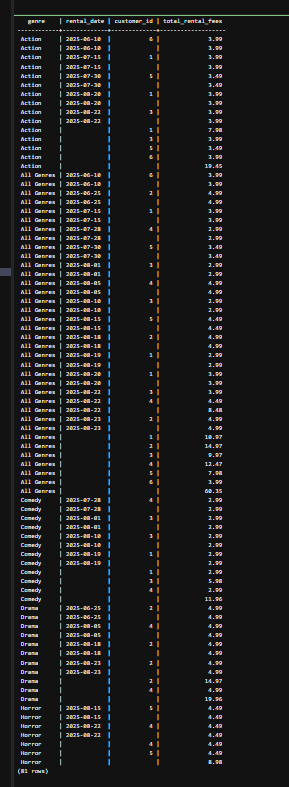 genre | rental_date | customer_id | total_rental_fees
------------+-------------+-------------+-------------------
Action | 2025-06-10 | 6 | 3.99
Action | 2025-06-10 | | 3.99
Action | 2025-07-15 | 1 | 3.99
Action | 2025-07-15 | | 3.99
Action | 2025-07-30 | 5 | 3.49
Action | 2025-07-30 | | 3.49
Action | 2025-08-20 | 1 | 3.99
Action | 2025-08-20 | | 3.99
Action | 2025-08-22 | 3 | 3.99
Action | 2025-08-22 | | 3.99
Action | | 1 | 7.98
Action | | 3 | 3.99
Action | | 5 | 3.49
Action | | 6 | 3.99
Action | | | 19.45
All Genres | 2025-06-10 | 6 | 3.99
All Genres | 2025-06-10 | | 3.99
All Genres | 2025-06-25 | 2 | 4.99
All Genres | 2025-06-25 | | 4.99
All Genres | 2025-07-15 | 1 | 3.99
All Genres | 2025-07-15 | | 3.99
All Genres | 2025-07-28 | 4 | 2.99
All Genres | 2025-07-28 | | 2.99
All Genres | 2025-07-30 | 5 | 3.49
All Genres | 2025-07-30 | | 3.49
All Genres | 2025-08-01 | 3 | 2.99
All Genres | 2025-08-01 | | 2.99
All Genres | 2025-08-05 | 4 | 4.99
All Genres | 2025-08-05 | | 4.99
All Genres | 2025-08-10 | 3 | 2.99
All Genres | 2025-08-10 | | 2.99
All Genres | 2025-08-15 | 5 | 4.49
All Genres | 2025-08-15 | | 4.49
All Genres | 2025-08-18 | 2 | 4.99
All Genres | 2025-08-18 | | 4.99
All Genres | 2025-08-19 | 1 | 2.99
All Genres | 2025-08-19 | | 2.99
All Genres | 2025-08-20 | 1 | 3.99
All Genres | 2025-08-20 | | 3.99
All Genres | 2025-08-22 | 3 | 3.99
All Genres | 2025-08-22 | 4 | 4.49
All Genres | 2025-08-22 | | 8.48
All Genres | 2025-08-23 | 2 | 4.99
All Genres | 2025-08-23 | | 4.99
All Genres | | 1 | 10.97
All Genres | | 2 | 14.97
All Genres | | 3 | 9.97
All Genres | | 4 | 12.47
All Genres | | 5 | 7.98
All Genres | | 6 | 3.99
All Genres | | | 60.35
Comedy | 2025-07-28 | 4 | 2.99
Comedy | 2025-07-28 | | 2.99
Comedy | 2025-08-01 | 3 | 2.99
Comedy | 2025-08-01 | | 2.99
Comedy | 2025-08-10 | 3 | 2.99
Comedy | 2025-08-10 | | 2.99
Comedy | 2025-08-19 | 1 | 2.99
Comedy | 2025-08-19 | | 2.99
Comedy | | 1 | 2.99
Comedy | | 3 | 5.98
Comedy | | 4 | 2.99
Comedy | | | 11.96
Drama | 2025-06-25 | 2 | 4.99
Drama | 2025-06-25 | | 4.99
Drama | 2025-08-05 | 4 | 4.99
Drama | 2025-08-05 | | 4.99
Drama | 2025-08-18 | 2 | 4.99
Drama | 2025-08-18 | | 4.99
Drama | 2025-08-23 | 2 | 4.99
Drama | 2025-08-23 | | 4.99
Drama | | 2 | 14.97
Drama | | 4 | 4.99
Drama | | | 19.96
Horror | 2025-08-15 | 5 | 4.49
Horror | 2025-08-15 | | 4.49
Horror | 2025-08-22 | 4 | 4.49
Horror | 2025-08-22 | | 4.49
Horror | | 4 | 4.49
Horror | | 5 | 4.49
Horror | | | 8.98
(81 rows)